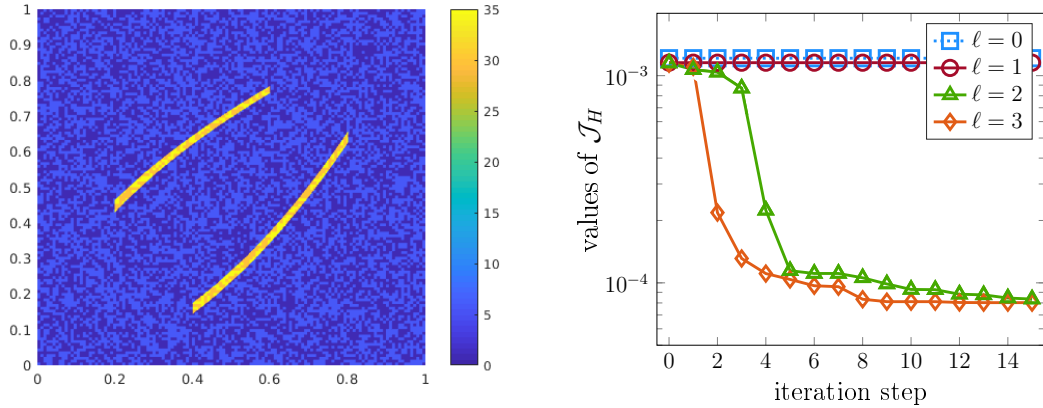 1
0.9
0.8
0.7
0.6
0.5
0.4
0.3
0.2
0.1
0
0 0.2 0.4 0.6 0.8 1
35
30
25
20
15
10
5
0
values of 𝒥_H
10^{-3}
10^{-4}
ℓ = 0
ℓ = 1
ℓ = 2
ℓ = 3
0 2 4 6 8 10 12 14
iteration step